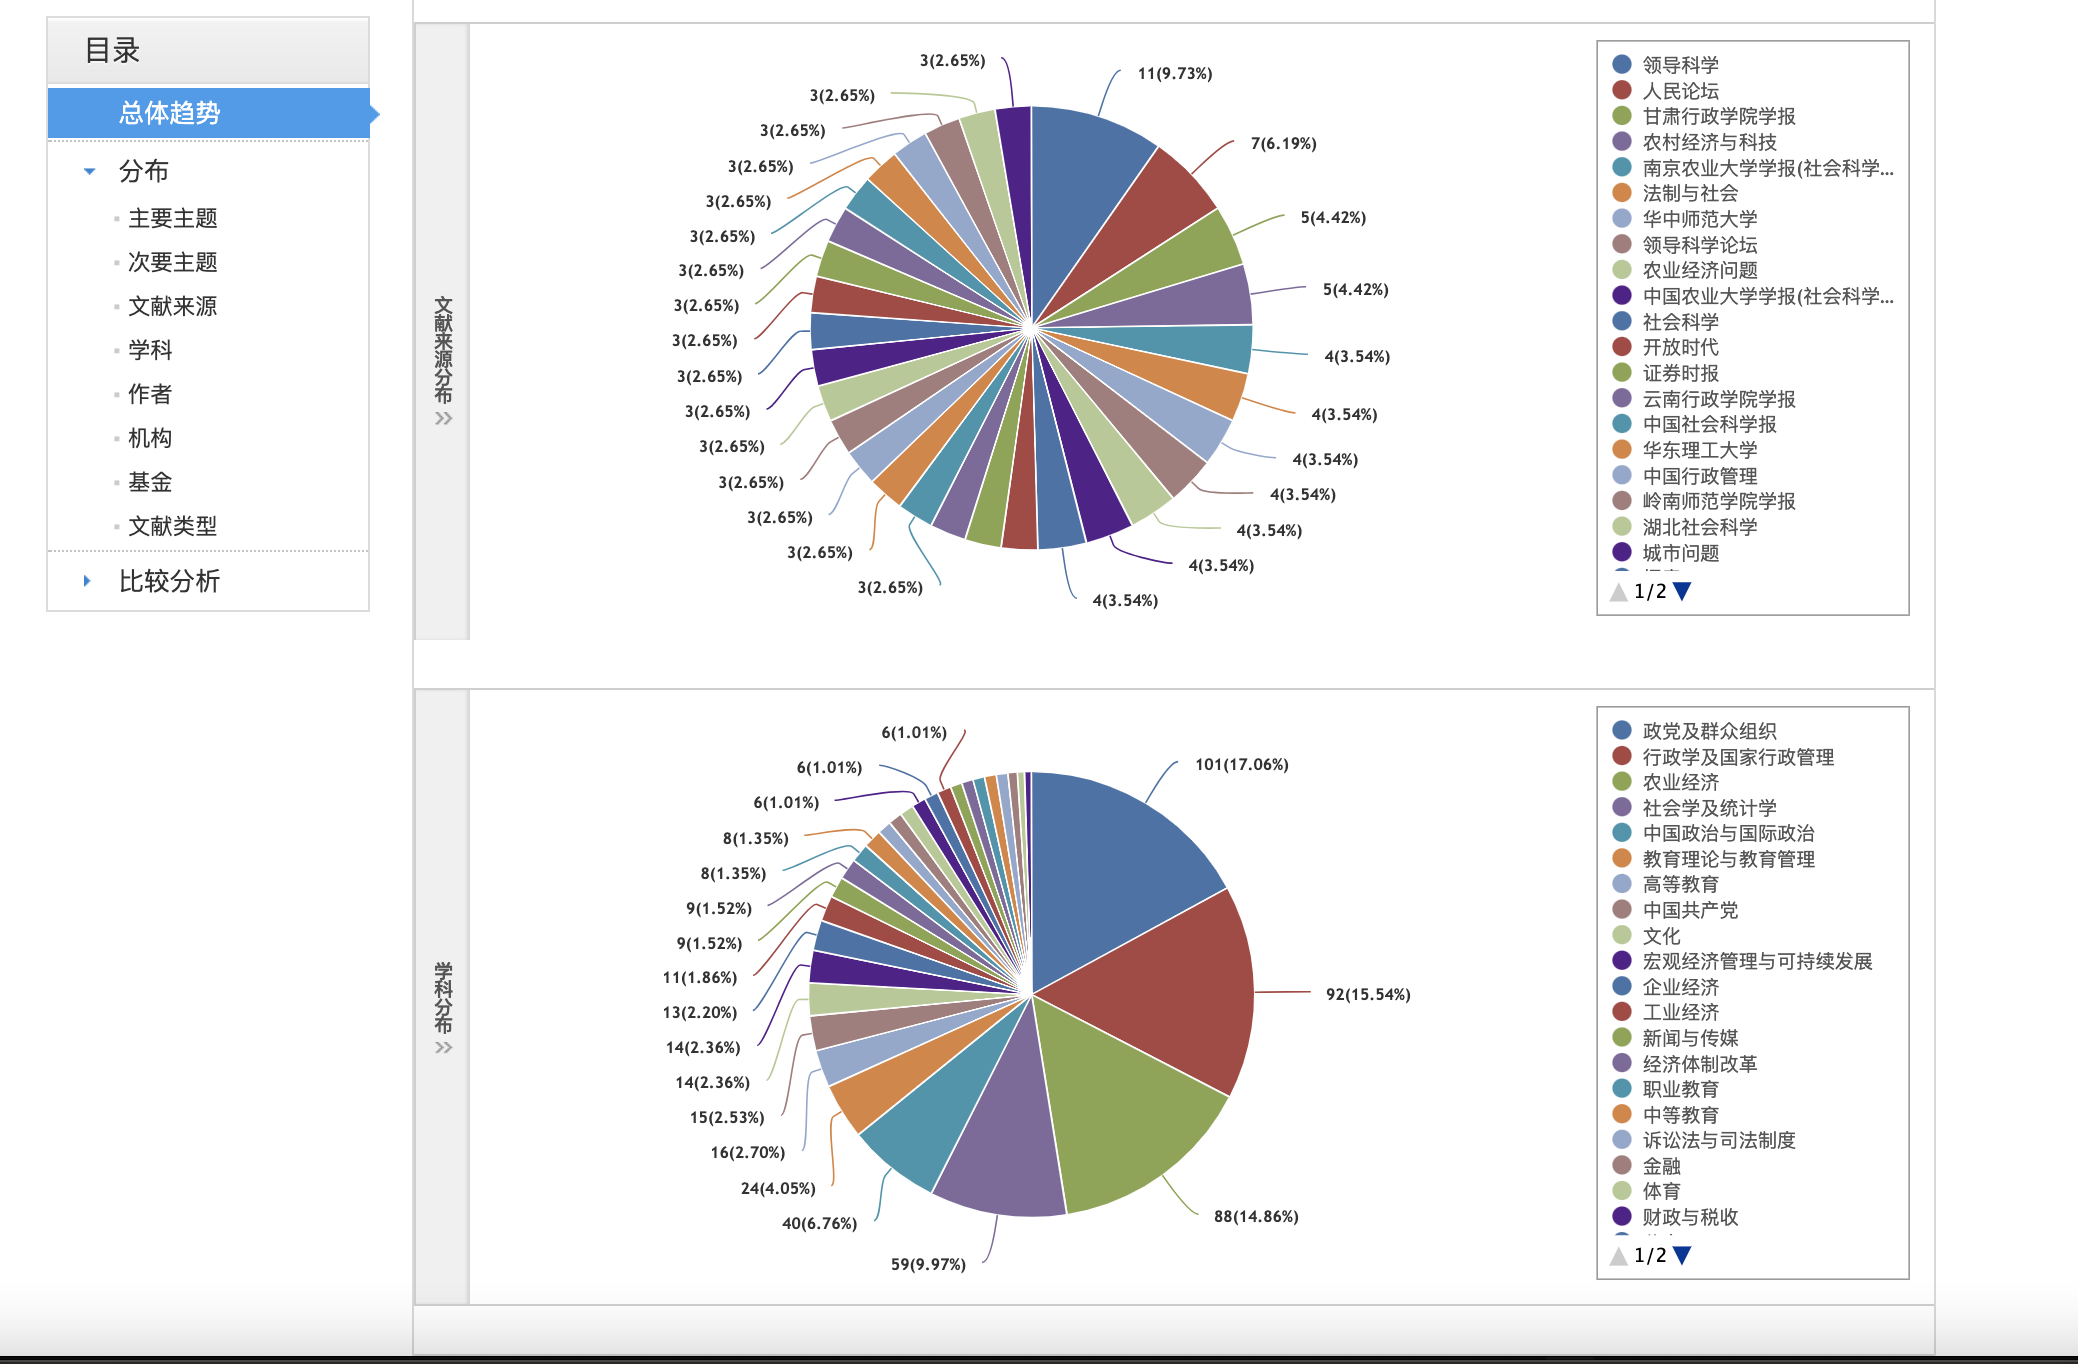 目录
总体趋势
分布
主要主题
次要主题
文献来源
学科
作者
机构
基金
文献类型
比较分析
文献来源分布
3(2.65%)
11(9.73%)
3(2.65%)
3(2.65%)
7(6.19%)
3(2.65%)
3(2.65%)
5(4.42%)
3(2.65%)
3(2.65%)
5(4.42%)
3(2.65%)
3(2.65%)
4(3.54%)
3(2.65%)
3(2.65%)
4(3.54%)
3(2.65%)
4(3.54%)
3(2.65%)
4(3.54%)
3(2.65%)
4(3.54%)
3(2.65%)
4(3.54%)
3(2.65%)
4(3.54%)
领导科学
人民论坛
甘肃行政学院学报
农村经济与科技
南京农业大学学报(社会科学...
法制与社会
华中师范大学
领导科学论坛
农业经济问题
中国农业大学学报(社会科学...
社会科学
开放时代
证券时报
云南行政学院学报
中国社会科学报
华东理工大学
中国行政管理
岭南师范学院学报
湖北社会科学
城市问题
1/2
学科分布
6(1.01%)
101(17.06%)
6(1.01%)
6(1.01%)
8(1.35%)
8(1.35%)
9(1.52%)
9(1.52%)
11(1.86%)
92(15.54%)
13(2.20%)
14(2.36%)
14(2.36%)
15(2.53%)
16(2.70%)
24(4.05%)
88(14.86%)
40(6.76%)
59(9.97%)
政党及群众组织
行政学及国家行政管理
农业经济
社会学及统计学
中国政治与国际政治
教育理论与教育管理
高等教育
中国共产党
文化
宏观经济管理与可持续发展
企业经济
工业经济
新闻与传媒
经济体制改革
职业教育
中等教育
诉讼法与司法制度
金融
体育
财政与税收
1/2